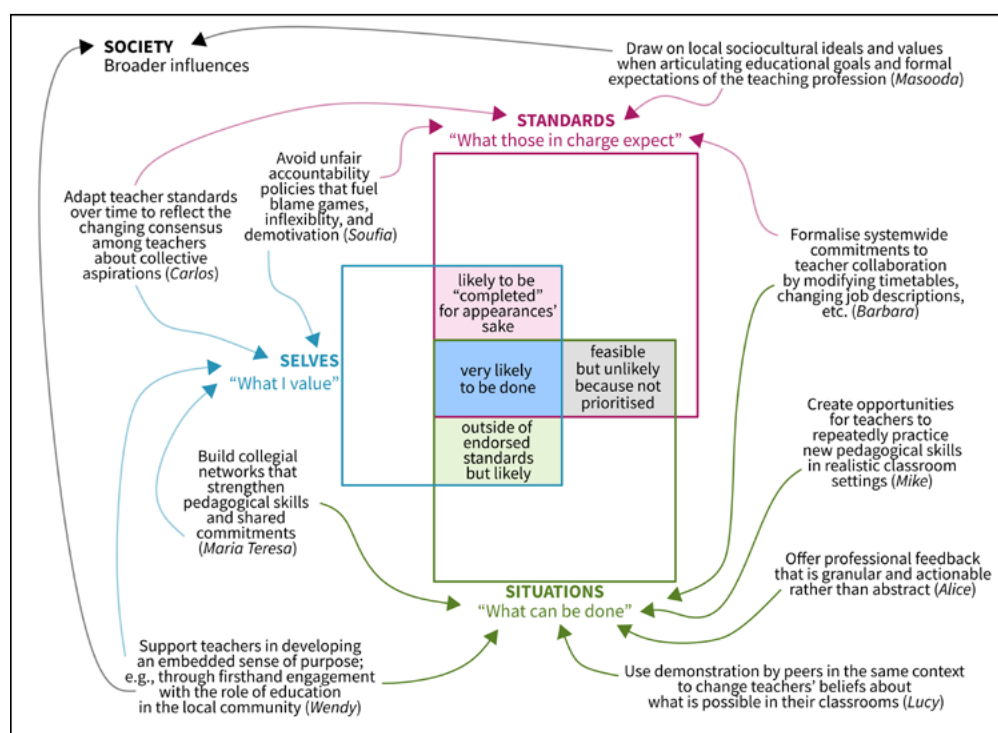 SOCIETY
Broader influences
Draw on local sociocultural ideals and values
when articulating educational goals and formal
expectations of the teaching profession (Masooda)
STANDARDS
“What those in charge expect”
Avoid unfair
accountability
policies that fuel
blame games,
inflexiblity, and
demotivation (Soufia)
Adapt teacher standards
over time to reflect the
changing consensus
among teachers
about collective
aspirations (Carlos)
Formalise systemwide
commitments to
teacher collaboration
by modifying timetables,
changing job descriptions,
etc. (Barbara)
likely to be
“completed”
for appearances’
sake
SELVES
“What I value”
very likely
to be done
feasible
but unlikely
because not
prioritised
outside of
endorsed
standards
but likely
Create opportunities
for teachers to
repeatedly practice
new pedagogical skills
in realistic classroom
settings (Mike)
Build collegial
networks that
strengthen
pedagogical skills
and shared
commitments
(Maria Teresa)
Offer professional feedback
that is granular and actionable
rather than abstract (Alice)
SITUATIONS
“What can be done”
Support teachers in developing
an embedded sense of purpose;
e.g., through firsthand engagement
with the role of education
in the local community (Wendy)
Use demonstration by peers in the same context
to change teachers’ beliefs about
what is possible in their classrooms (Lucy)